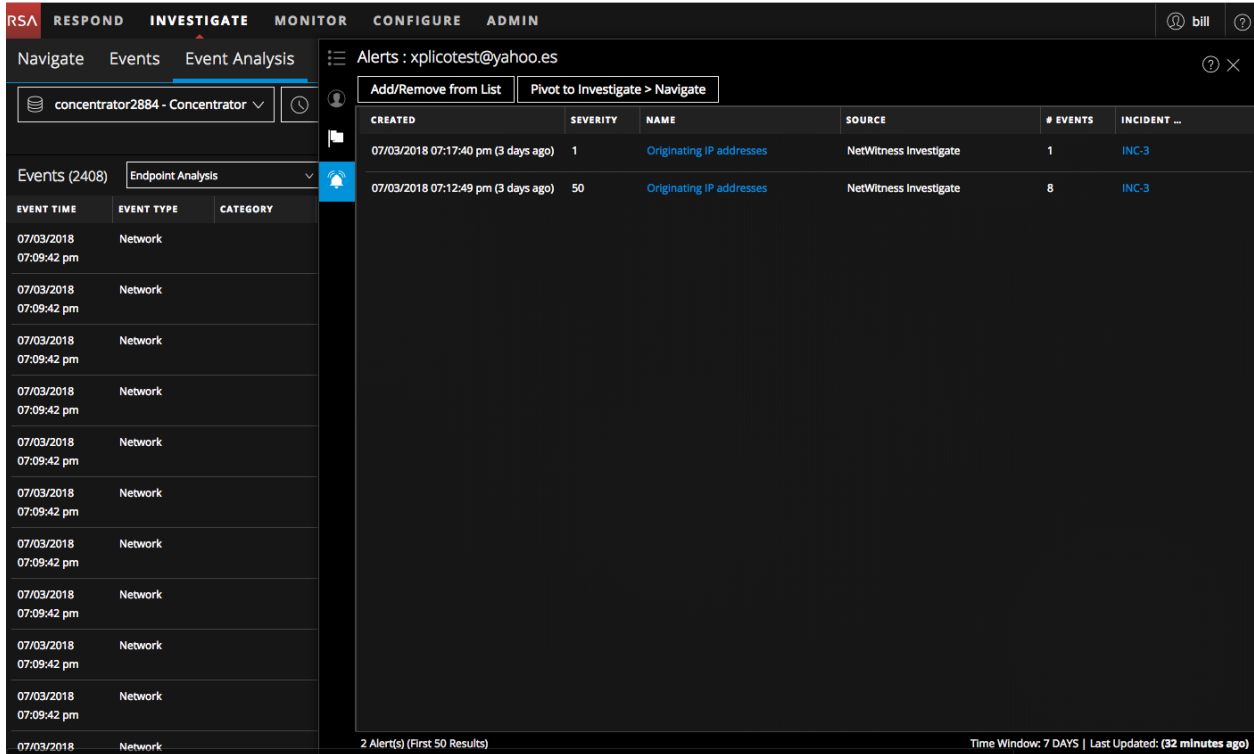 RSA RESPOND INVESTIGATE MONITOR CONFIGURE ADMIN bill ?
Navigate Events Event Analysis
concentrator2884 - Concentrator
Events (2408) Endpoint Analysis
EVENT TIME EVENT TYPE CATEGORY
07/03/2018 Network
07:09:42 pm
07/03/2018 Network
07:09:42 pm
07/03/2018 Network
07:09:42 pm
07/03/2018 Network
07:09:42 pm
07/03/2018 Network
07:09:42 pm
07/03/2018 Network
07:09:42 pm
07/03/2018 Network
07:09:42 pm
07/03/2018 Network
07:09:42 pm
07/03/2018 Network
07:09:42 pm
07/03/2018 Network
07:09:42 pm
07/03/2018 Network
Alerts : xplicotest@yahoo.es ?
Add/Remove from List Pivot to Investigate > Navigate
CREATED SEVERITY NAME SOURCE # EVENTS INCIDENT ...
07/03/2018 07:17:40 pm (3 days ago) 1 Originating IP addresses NetWitness Investigate 1 INC-3
07/03/2018 07:12:49 pm (3 days ago) 50 Originating IP addresses NetWitness Investigate 8 INC-3
2 Alert(s) (First 50 Results) Time Window: 7 DAYS | Last Updated: (32 minutes ago)